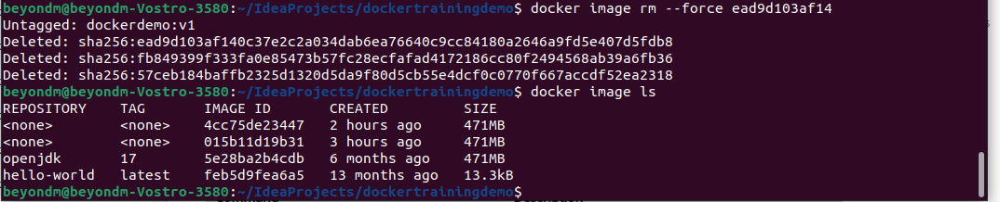 beyondm@beyondm-Vostro-3580:~/IdeaProjects/dockertrainingdemo$ docker image rm --force ead9d103af14
Untagged: dockerdemo:v1
Deleted: sha256:ead9d103af140c37e2c2a034dab6ea76640c9cc84180a2646a9fd5e407d5fdb8
Deleted: sha256:fb849399f333fa0e85473b57fc28ecfafad4172186cc80f2494568ab39a6fb36
Deleted: sha256:57ceb184baffb2325d1320d5da9f80d5cb55e4dcf0c0770f667accdf52ea2318
beyondm@beyondm-Vostro-3580:~/IdeaProjects/dockertrainingdemo$ docker image ls
REPOSITORY    TAG       IMAGE ID       CREATED         SIZE
<none>        <none>    4cc75de23447   2 hours ago     471MB
<none>        <none>    015b11d19b31   3 hours ago     471MB
openjdk       17        5e28ba2b4cdb   6 months ago    471MB
hello-world   latest    feb5d9fea6a5   13 months ago   13.3kB
beyondm@beyondm-Vostro-3580:~/IdeaProjects/dockertrainingdemo$